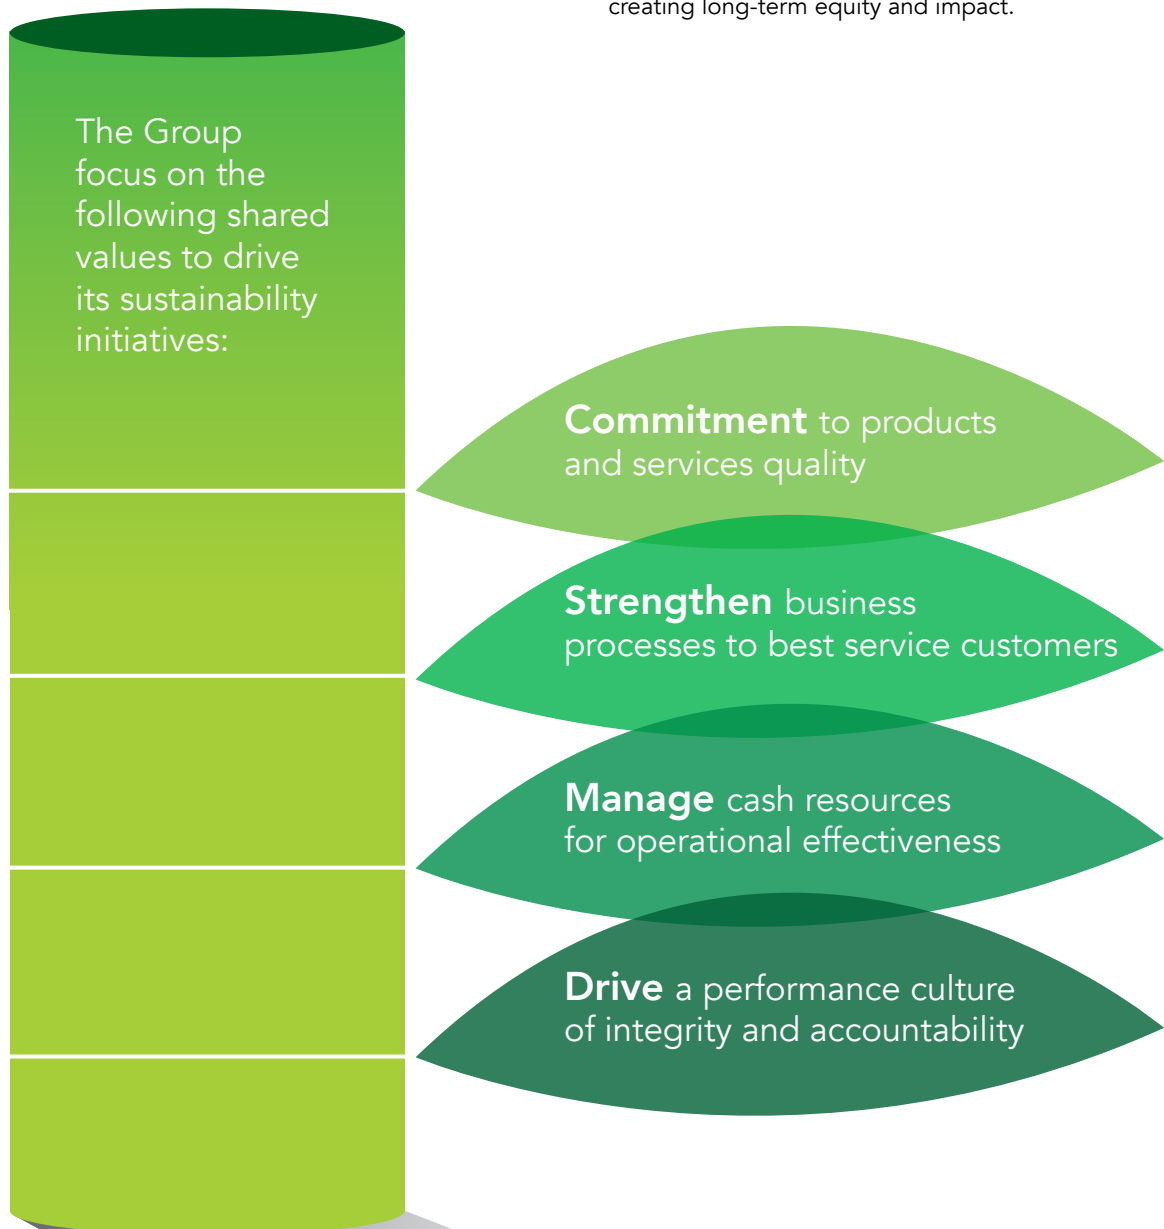 creating long-term equity and impact.
The Group
focus on the
following shared
values to drive
its sustainability
initiatives:
Commitment to products
and services quality
Strengthen business
processes to best service customers
Manage cash resources
for operational effectiveness
Drive a performance culture
of integrity and accountability